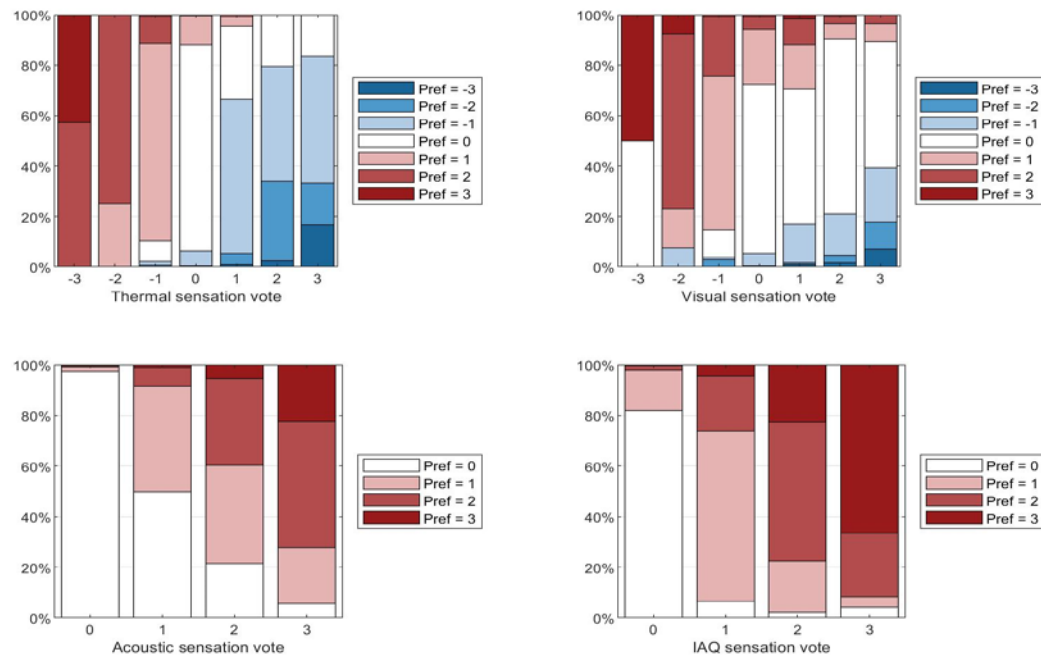 100%
80%
60%
40%
20%
0%
-3 -2 -1 0 1 2 3
Thermal sensation vote
Pref = -3
Pref = -2
Pref = -1
Pref = 0
Pref = 1
Pref = 2
Pref = 3
100%
80%
60%
40%
20%
0%
-3 -2 -1 0 1 2 3
Visual sensation vote
Pref = -3
Pref = -2
Pref = -1
Pref = 0
Pref = 1
Pref = 2
Pref = 3
100%
80%
60%
40%
20%
0%
0 1 2 3
Acoustic sensation vote
Pref = 0
Pref = 1
Pref = 2
Pref = 3
100%
80%
60%
40%
20%
0%
0 1 2 3
IAQ sensation vote
Pref = 0
Pref = 1
Pref = 2
Pref = 3